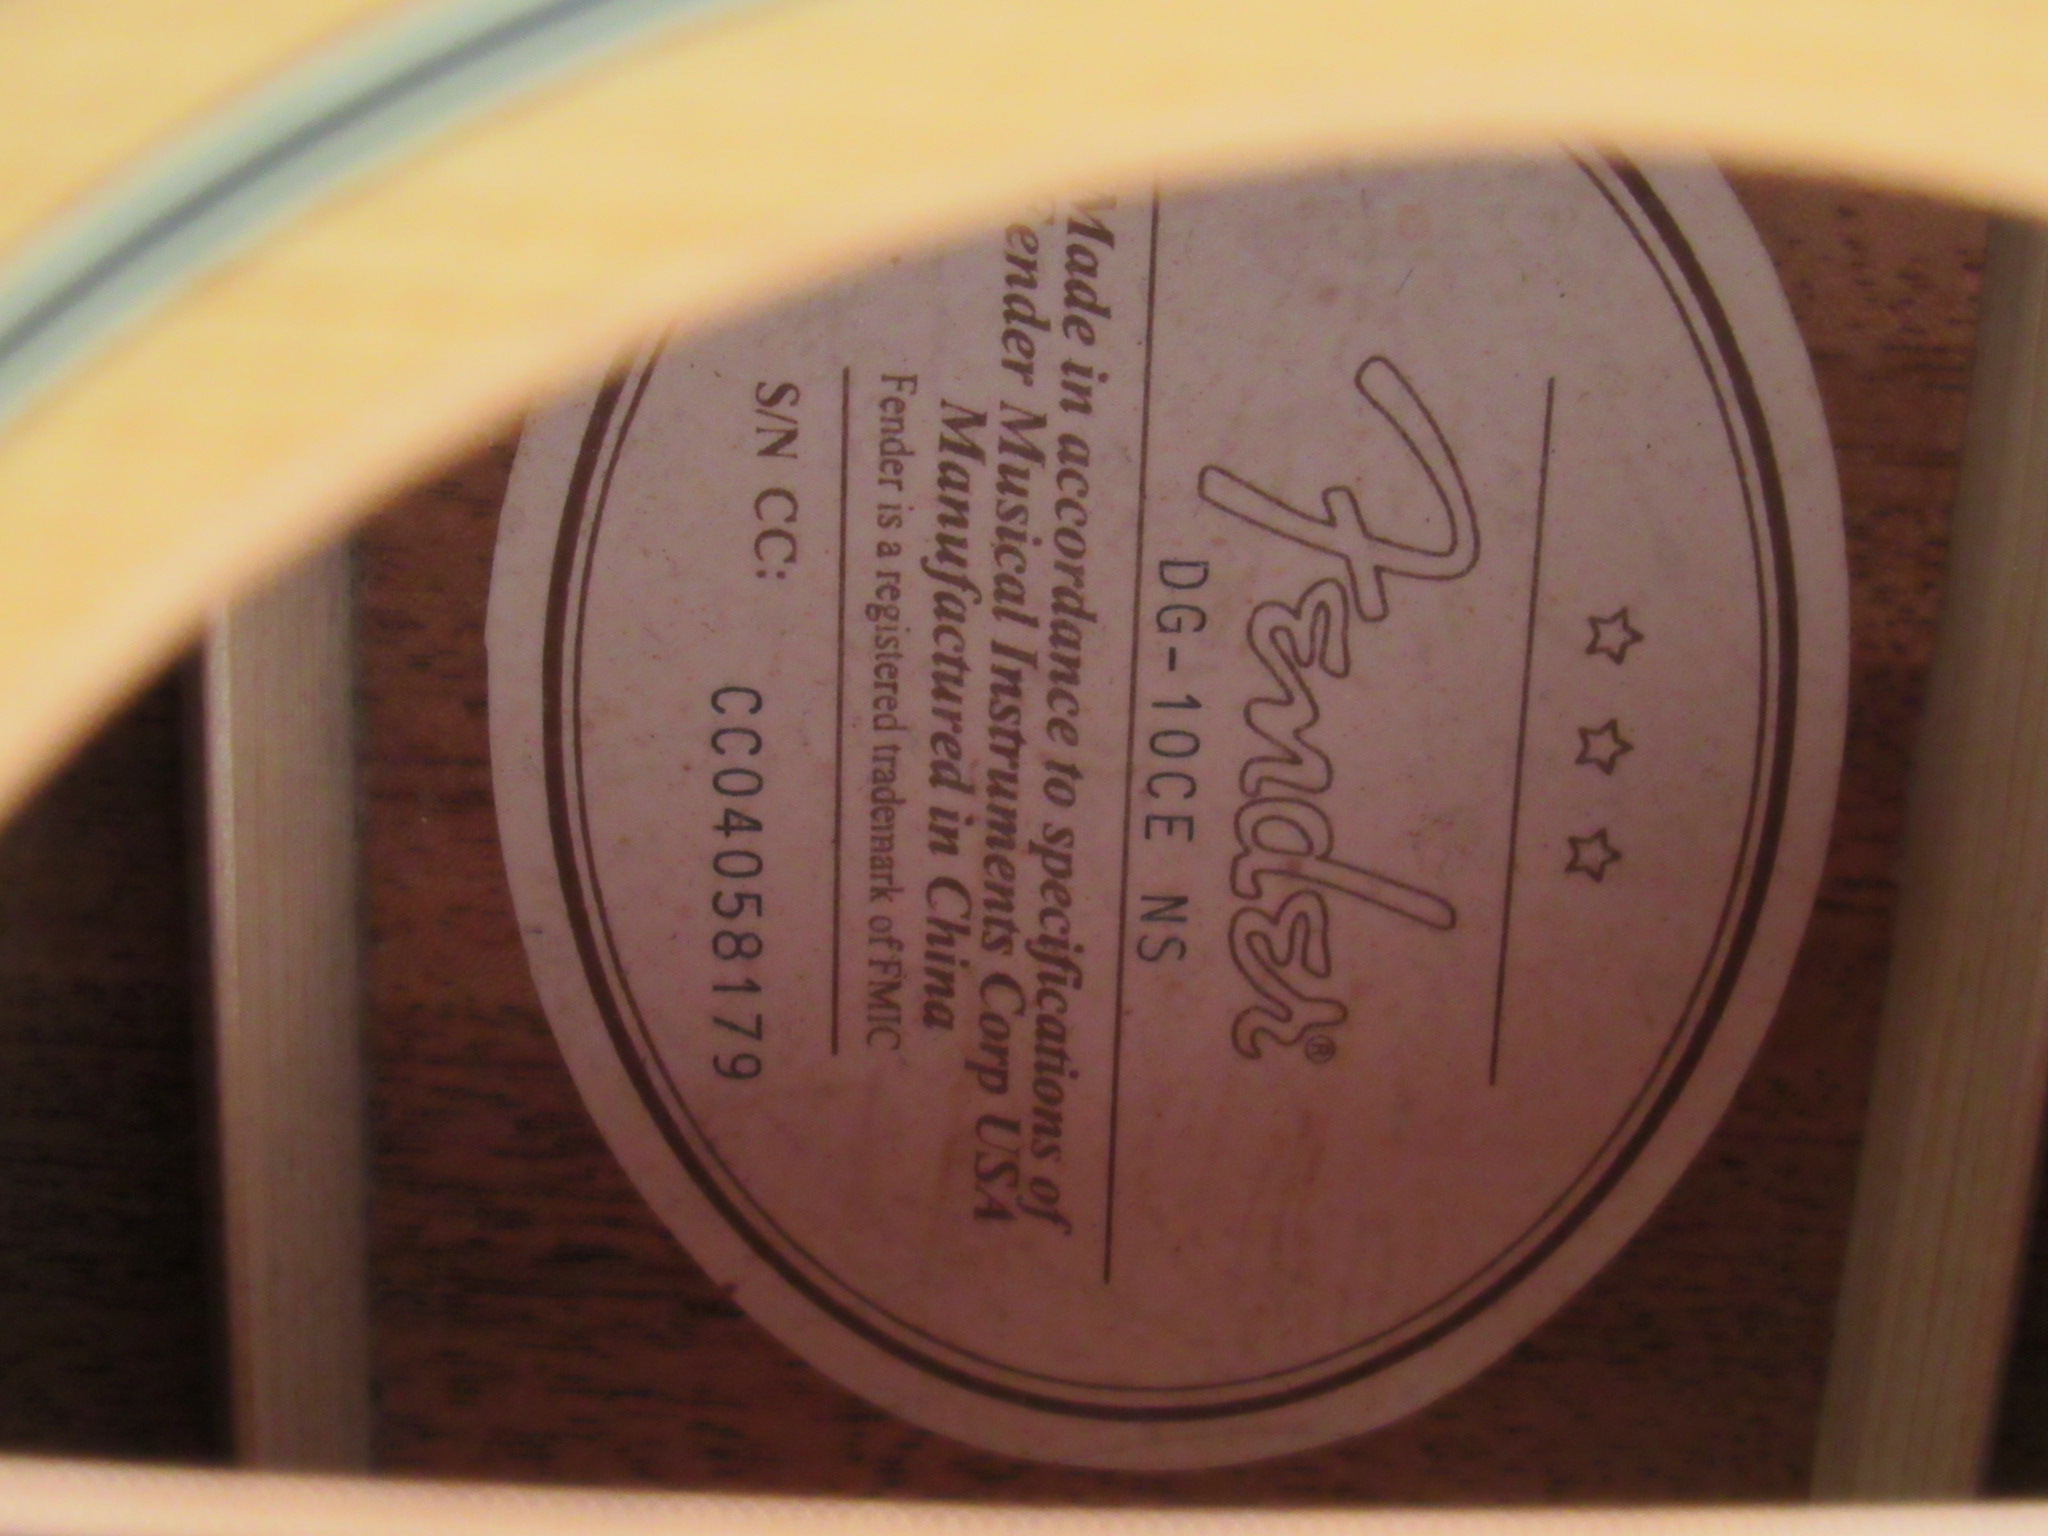 Fender®
DG-10CE NS
Made in accordance to specifications of
Fender Musical Instruments Corp USA
Manufactured in China
Fender is a registered trademark of FMIC
S/N CC: CC04058179